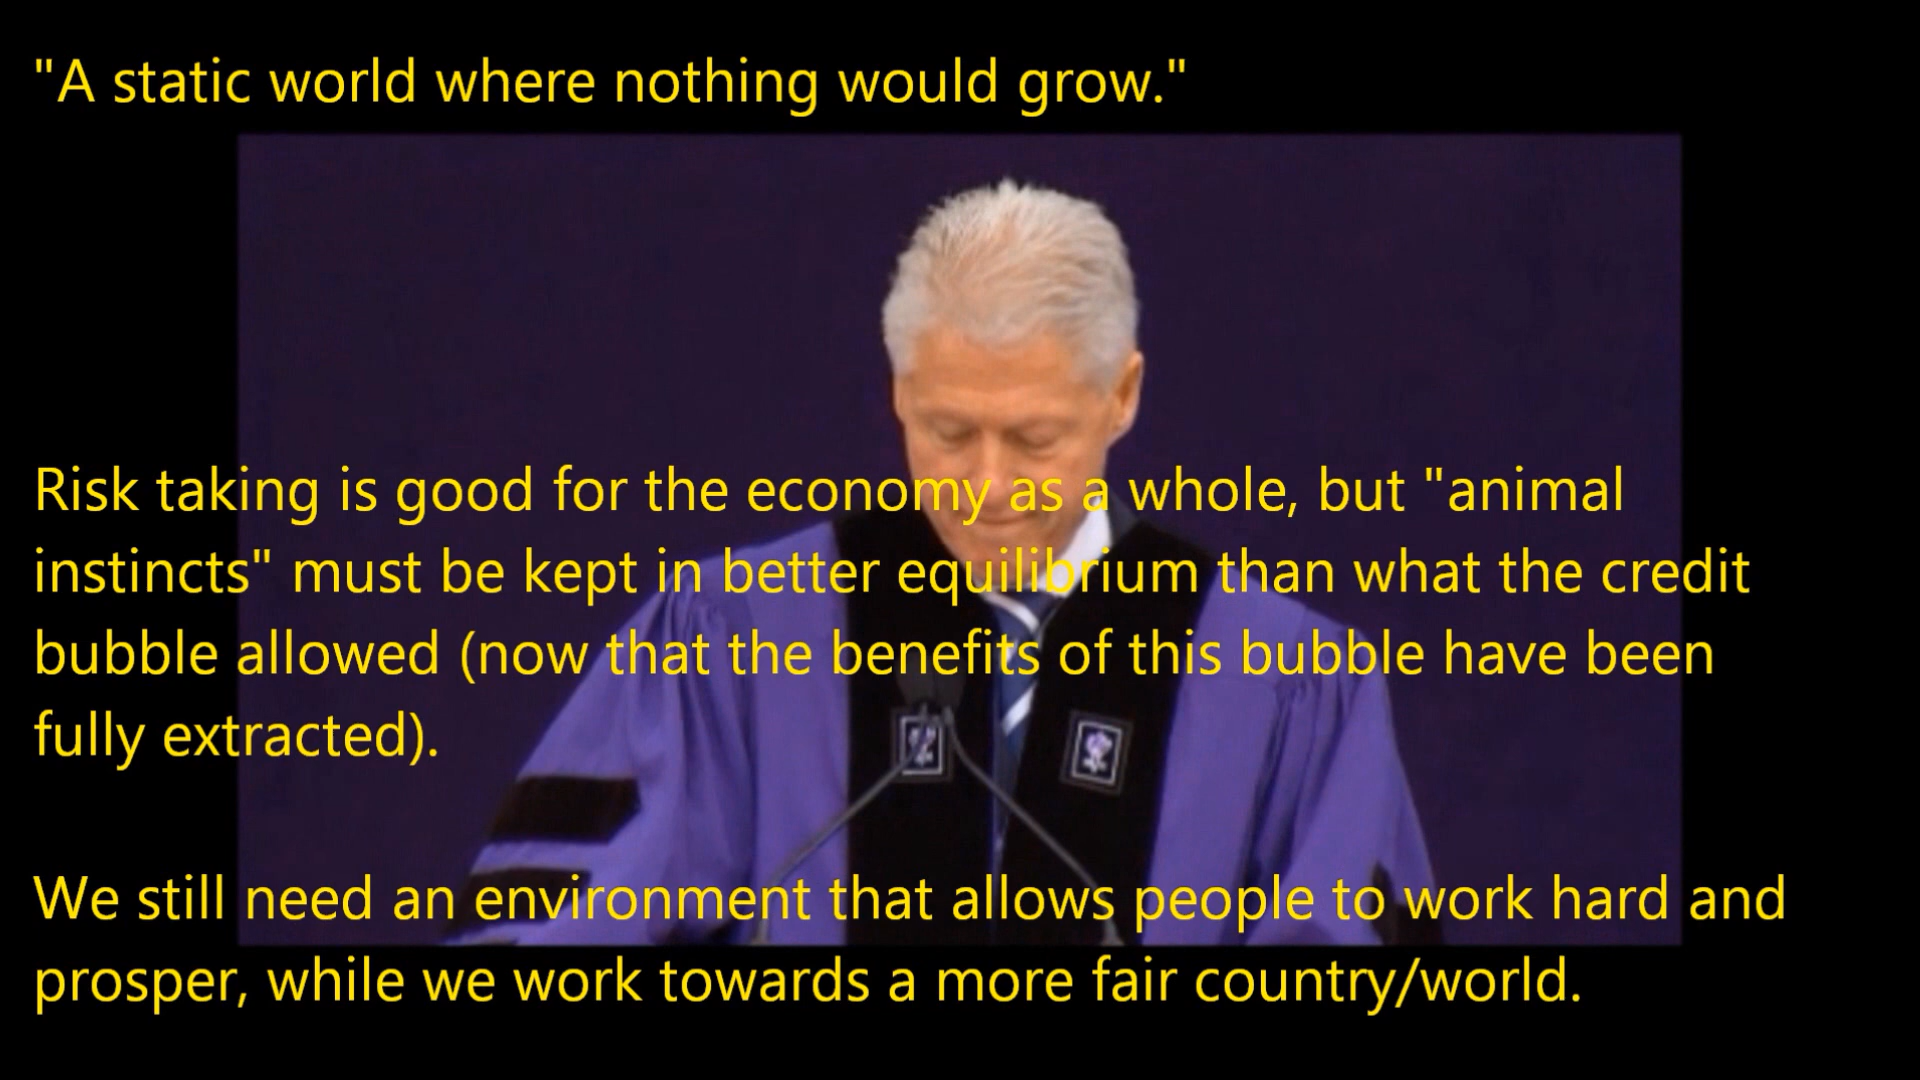 "A static world where nothing would grow."
Risk taking is good for the economy as a whole, but "animal
instincts" must be kept in better equilibrium than what the credit
bubble allowed (now that the benefits of this bubble have been
fully extracted).
We still need an environment that allows people to work hard and
prosper, while we work towards a more fair country/world.